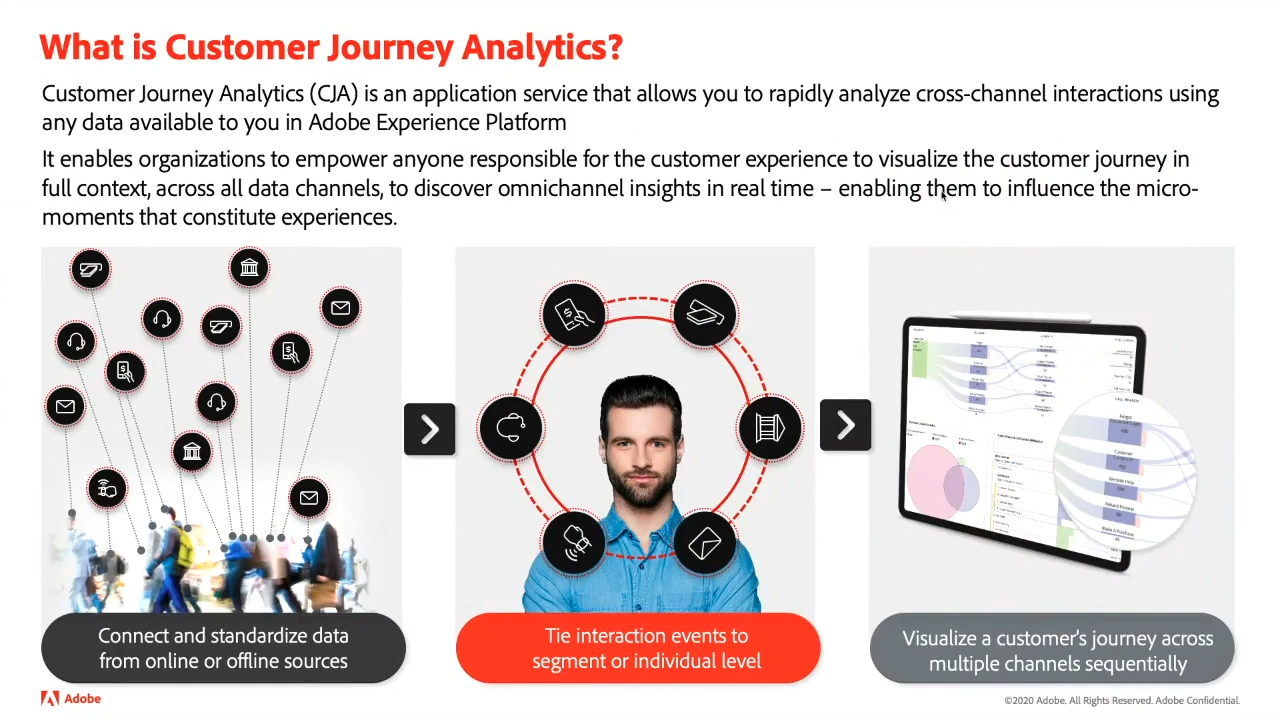 What is Customer Journey Analytics?
Customer Journey Analytics (CJA) is an application service that allows you to rapidly analyze cross-channel interactions using
any data available to you in Adobe Experience Platform
It enables organizations to empower anyone responsible for the customer experience to visualize the customer journey in
full context, across all data channels, to discover omnichannel insights in real time – enabling them to influence the micro-
moments that constitute experiences.
CALL REASON
Connect and standardize data
from online or offline sources
Tie interaction events to
segment or individual level
Visualize a customer's journey across
multiple channels sequentially
Adobe
©2020 Adobe. All Rights Reserved. Adobe Confidential.